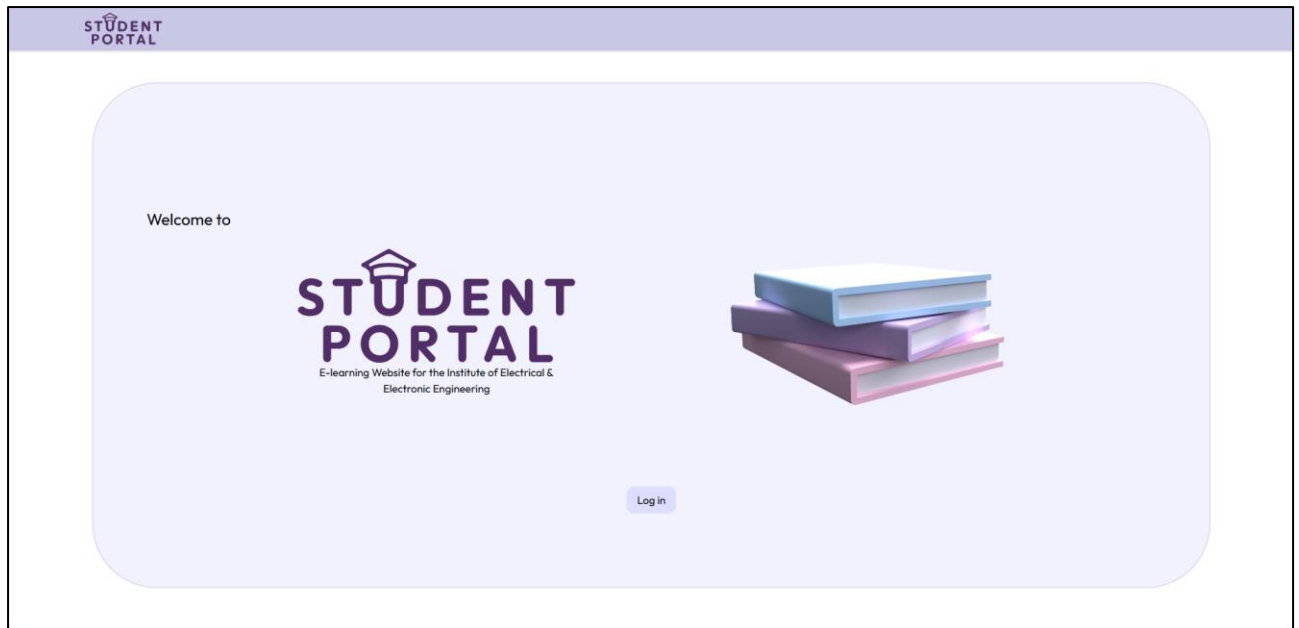 STUDENT
PORTAL
Welcome to
STUDENT
PORTAL
E-learning Website for the Institute of Electrical &
Electronic Engineering
Log in